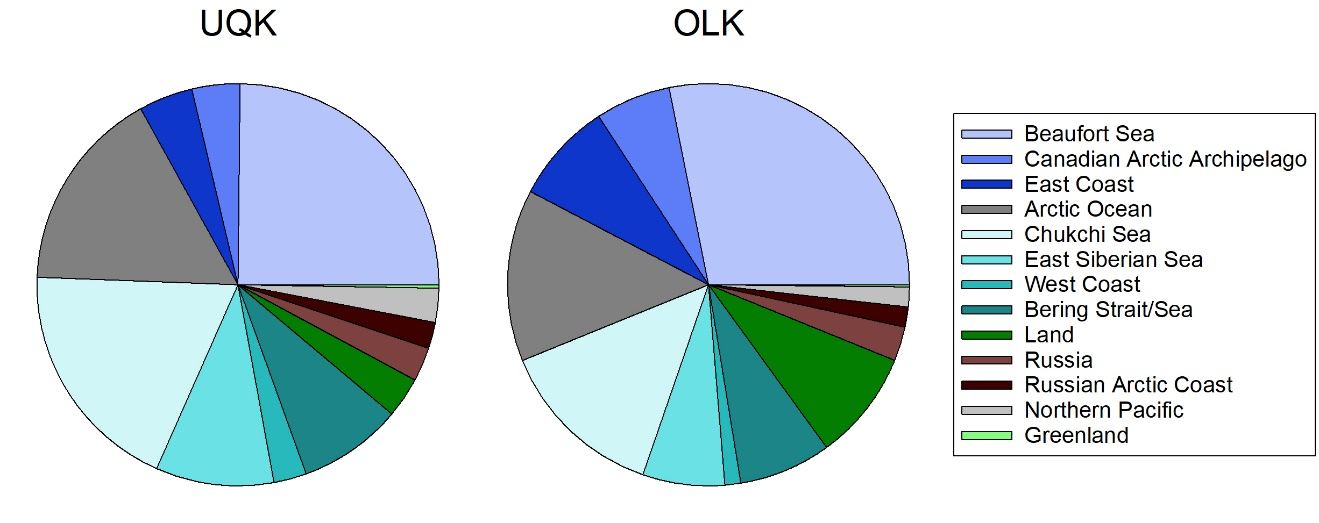 UQK
OLK
Beaufort Sea
Canadian Arctic Archipelago
East Coast
Arctic Ocean
Chukchi Sea
East Siberian Sea
West Coast
Bering Strait/Sea
Land
Russia
Russian Arctic Coast
Northern Pacific
Greenland